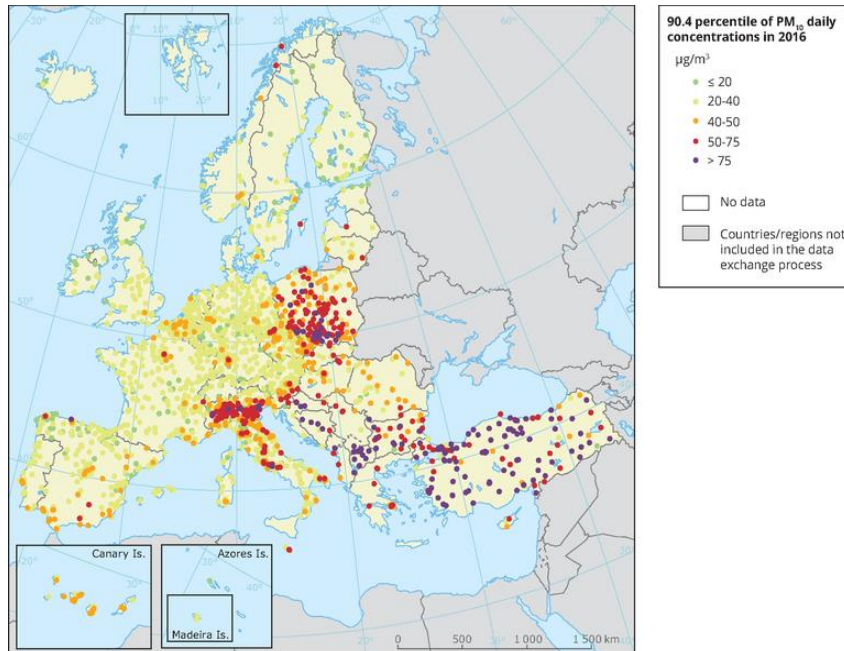 90.4 percentile of PM₁₀ daily
concentrations in 2016
µg/m³
≤ 20
20-40
40-50
50-75
> 75
No data
Countries/regions not
included in the data
exchange process
Canary Is.
Azores Is.
Madeira Is.
0 500 1 000 1 500 km